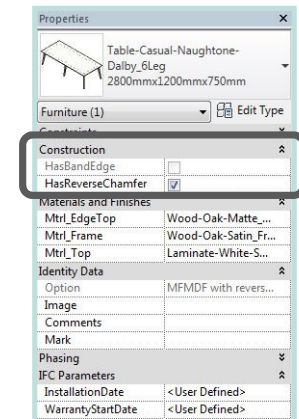 Properties
Table-Casual-Naughtone-
Dalby_6Leg
2800mmx1200mmx750mm
Furniture (1)
Edit Type
Constraints
Construction
HasBandEdge
HasReverseChamfer
Materials and Finishes
Mtrl_EdgeTop Wood-Oak-Matte_...
Mtrl_Frame Wood-Oak-Satin_Fr...
Mtrl_Top Laminate-White-S...
Identity Data
Option MFMDF with revers...
Image
Comments
Mark
Phasing
IFC Parameters
InstallationDate <User Defined>
WarrantyStartDate <User Defined>